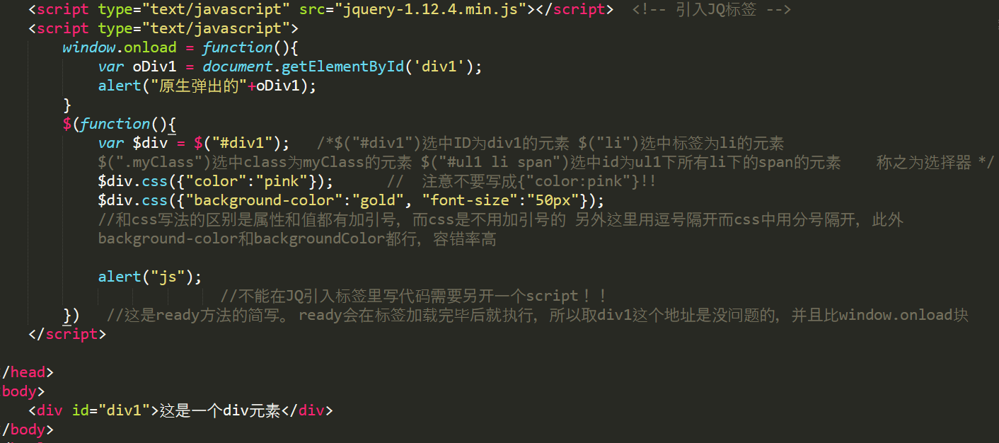 <script type="text/javascript" src="jquery-1.12.4.min.js"></script>  <!-- 引入JQ标签 -->
<script type="text/javascript">
window.onload = function(){
var oDiv1 = document.getElementById('div1');
alert("原生弹出的"+oDiv1);
}
$(function(){
var $div = $("#div1");   /*$("#div1")选中ID为div1的元素 $("li")选中标签为li的元素
$(".myClass")选中class为myClass的元素 $("#ul1 li span")选中id为ul1下所有li下的span的元素    称之为选择器 */
$div.css({"color":"pink"});      //  注意不要写成{"color:pink"}!!
$div.css({"background-color":"gold", "font-size":"50px"});
//和css写法的区别是属性和值都有加引号，而css是不用加引号的 另外这里用逗号隔开而css中用分号隔开，此外
background-color和backgroundColor都行，容错率高
alert("js");
//不能在JQ引入标签里写代码需要另开一个script！！
})   //这是ready方法的简写。ready会在标签加载完毕后就执行，所以取div1这个地址是没问题的，并且比window.onload块
</script>
/head>
body>
<div id="div1">这是一个div元素</div>
/body>